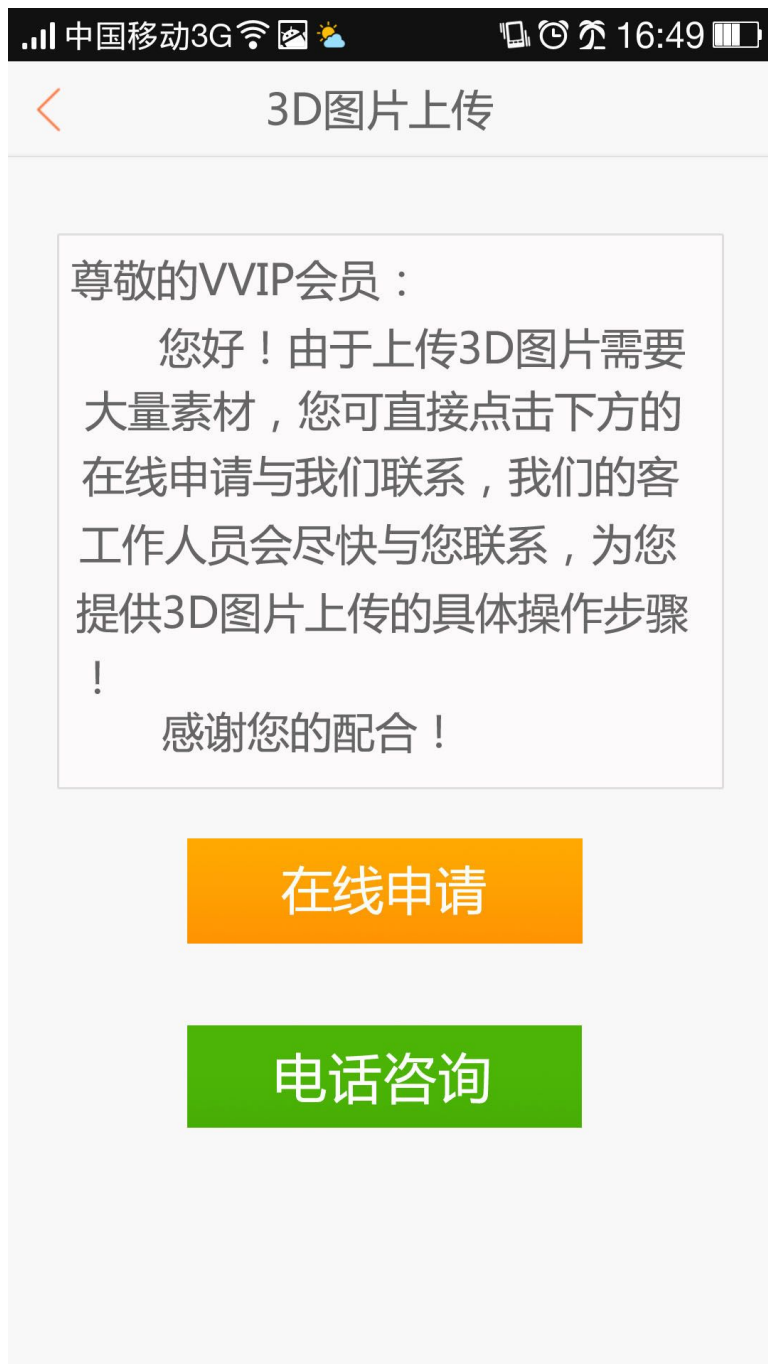 中国移动3G 16:49
3D图片上传
尊敬的VVIP会员：
您好！由于上传3D图片需要
大量素材，您可直接点击下方的
在线申请与我们联系，我们的客
工作人员会尽快与您联系，为您
提供3D图片上传的具体操作步骤
！
感谢您的配合！
在线申请
电话咨询